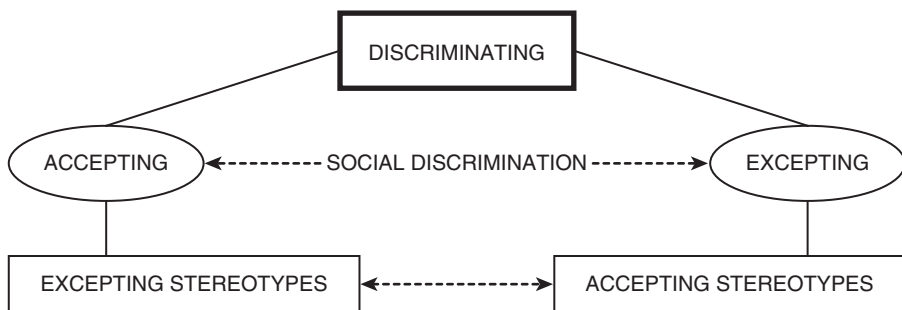 DISCRIMINATING
ACCEPTING
SOCIAL DISCRIMINATION
EXCEPTING
EXCEPTING STEREOTYPES
ACCEPTING STEREOTYPES